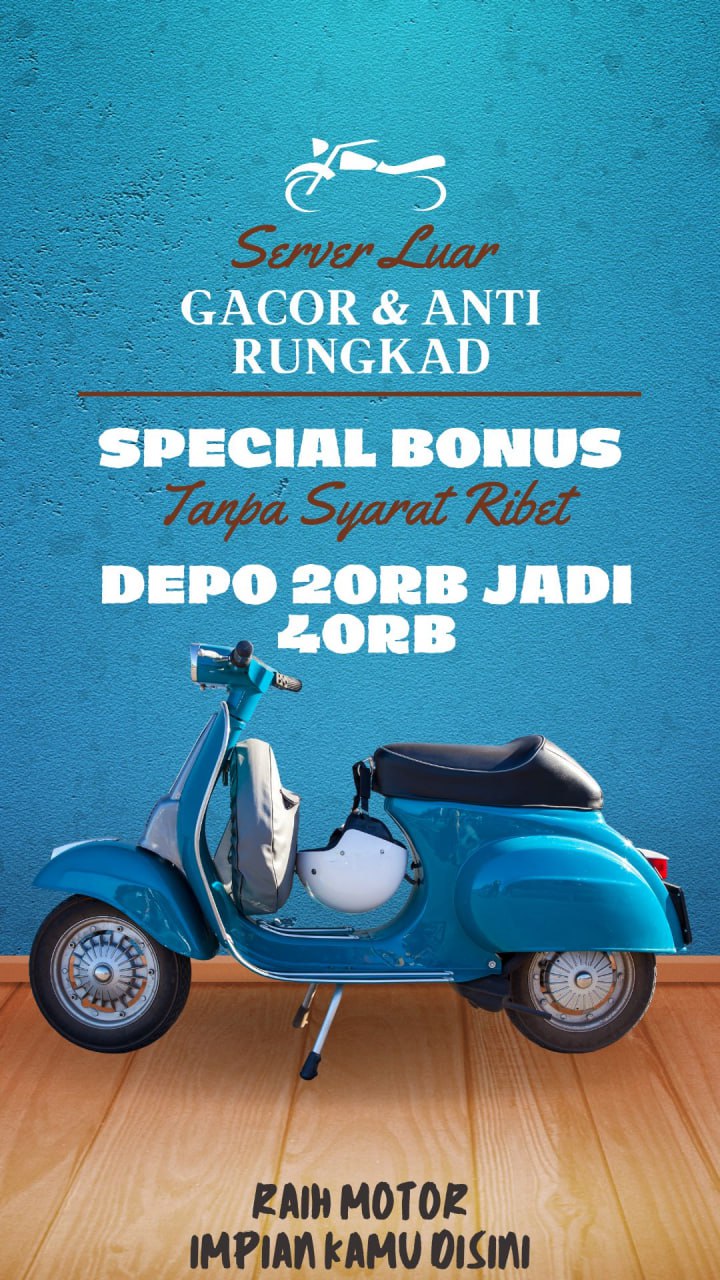 Server Luar
GACOR & ANTI
RUNGKAD
SPECIAL BONUS
Tanpa Syarat Ribet
DEPO 20RB JADI
40RB
RAIH MOTOR
IMPIAN KAMU DISINI